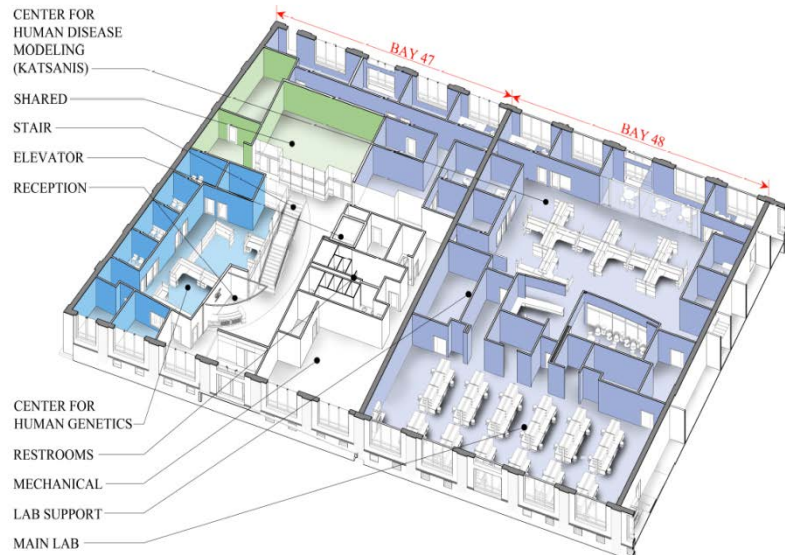 CENTER FOR
HUMAN DISEASE
MODELING
(KATSANIS)
SHARED
STAIR
ELEVATOR
RECEPTION
BAY 47
BAY 48
CENTER FOR
HUMAN GENETICS
RESTROOMS
MECHANICAL
LAB SUPPORT
MAIN LAB